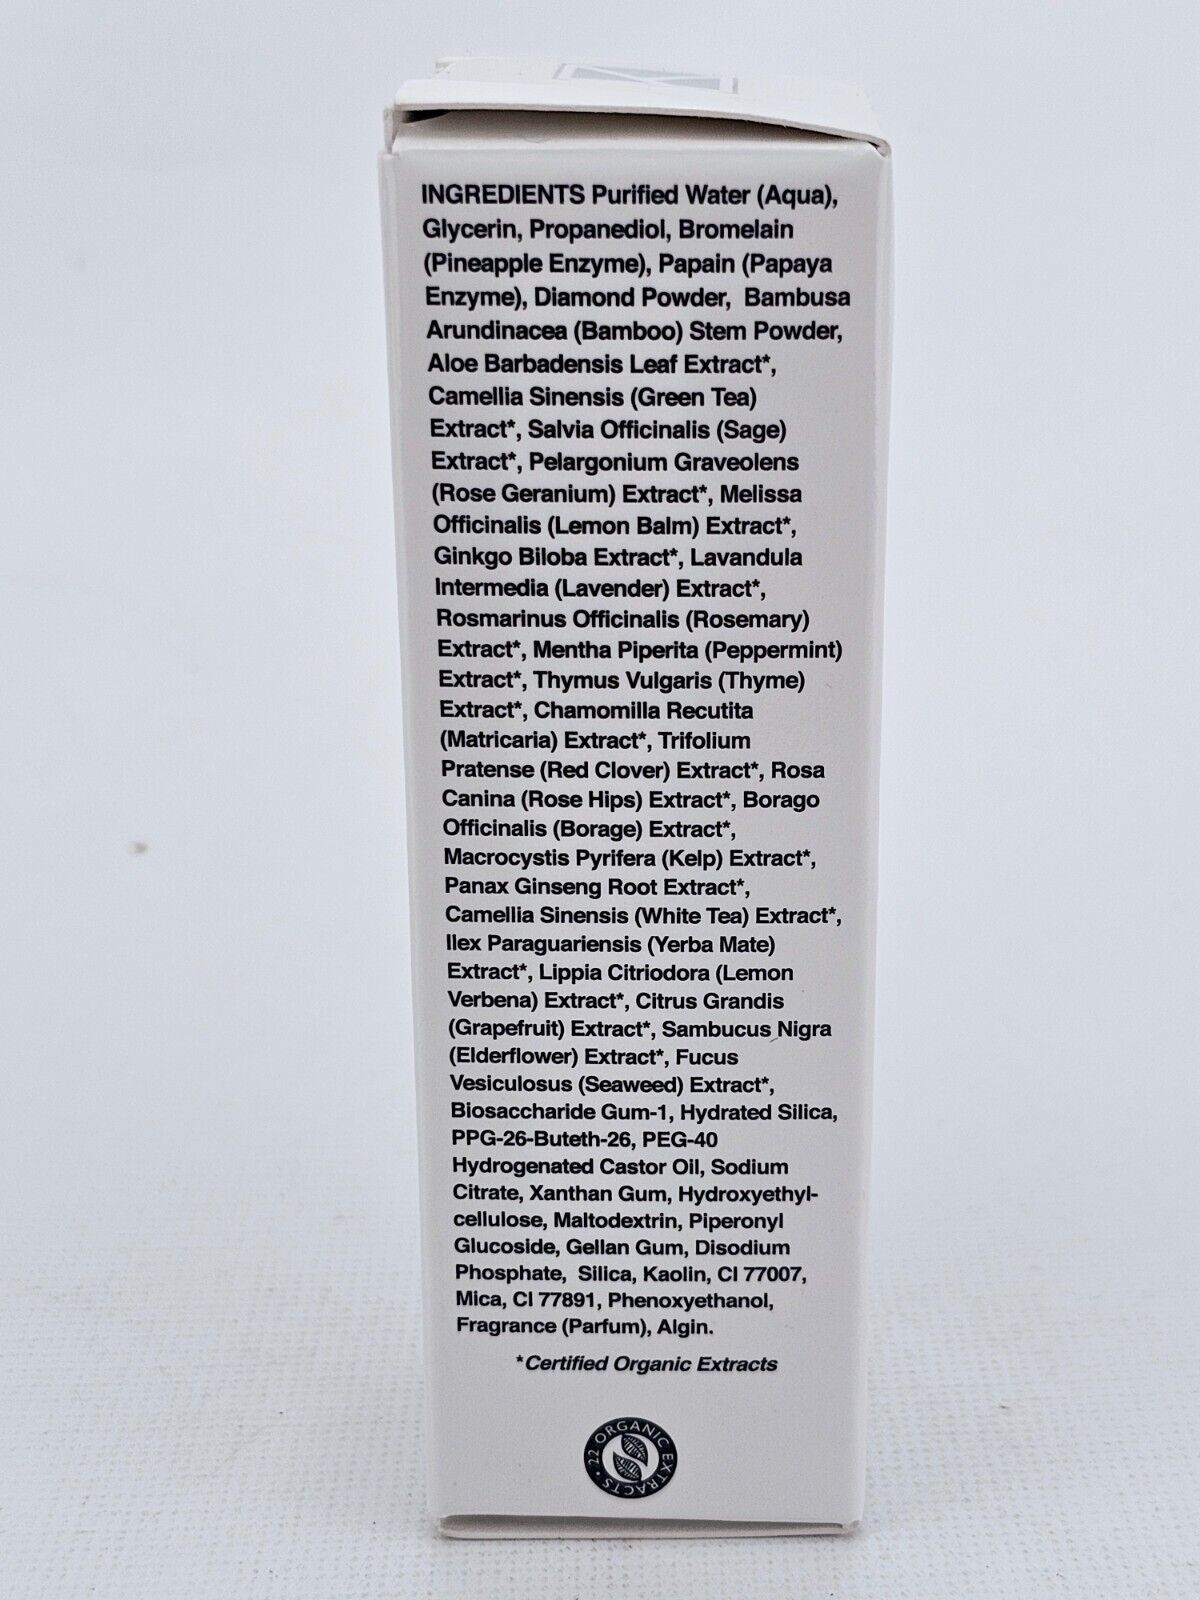 INGREDIENTS Purified Water (Aqua),
Glycerin, Propanediol, Bromelain
(Pineapple Enzyme), Papain (Papaya
Enzyme), Diamond Powder,  Bambusa
Arundinacea (Bamboo) Stem Powder,
Aloe Barbadensis Leaf Extract*,
Camellia Sinensis (Green Tea)
Extract*, Salvia Officinalis (Sage)
Extract*, Pelargonium Graveolens
(Rose Geranium) Extract*, Melissa
Officinalis (Lemon Balm) Extract*,
Ginkgo Biloba Extract*, Lavandula
Intermedia (Lavender) Extract*,
Rosmarinus Officinalis (Rosemary)
Extract*, Mentha Piperita (Peppermint)
Extract*, Thymus Vulgaris (Thyme)
Extract*, Chamomilla Recutita
(Matricaria) Extract*, Trifolium
Pratense (Red Clover) Extract*, Rosa
Canina (Rose Hips) Extract*, Borago
Officinalis (Borage) Extract*,
Macrocystis Pyrifera (Kelp) Extract*,
Panax Ginseng Root Extract*,
Camellia Sinensis (White Tea) Extract*,
Ilex Paraguariensis (Yerba Mate)
Extract*, Lippia Citriodora (Lemon
Verbena) Extract*, Citrus Grandis
(Grapefruit) Extract*, Sambucus Nigra
(Elderflower) Extract*, Fucus
Vesiculosus (Seaweed) Extract*,
Biosaccharide Gum-1, Hydrated Silica,
PPG-26-Buteth-26, PEG-40
Hydrogenated Castor Oil, Sodium
Citrate, Xanthan Gum, Hydroxyethyl-
cellulose, Maltodextrin, Piperonyl
Glucoside, Gellan Gum, Disodium
Phosphate,  Silica, Kaolin, CI 77007,
Mica, CI 77891, Phenoxyethanol,
Fragrance (Parfum), Algin.
*Certified Organic Extracts
• 22 ORGANIC EXTRACTS